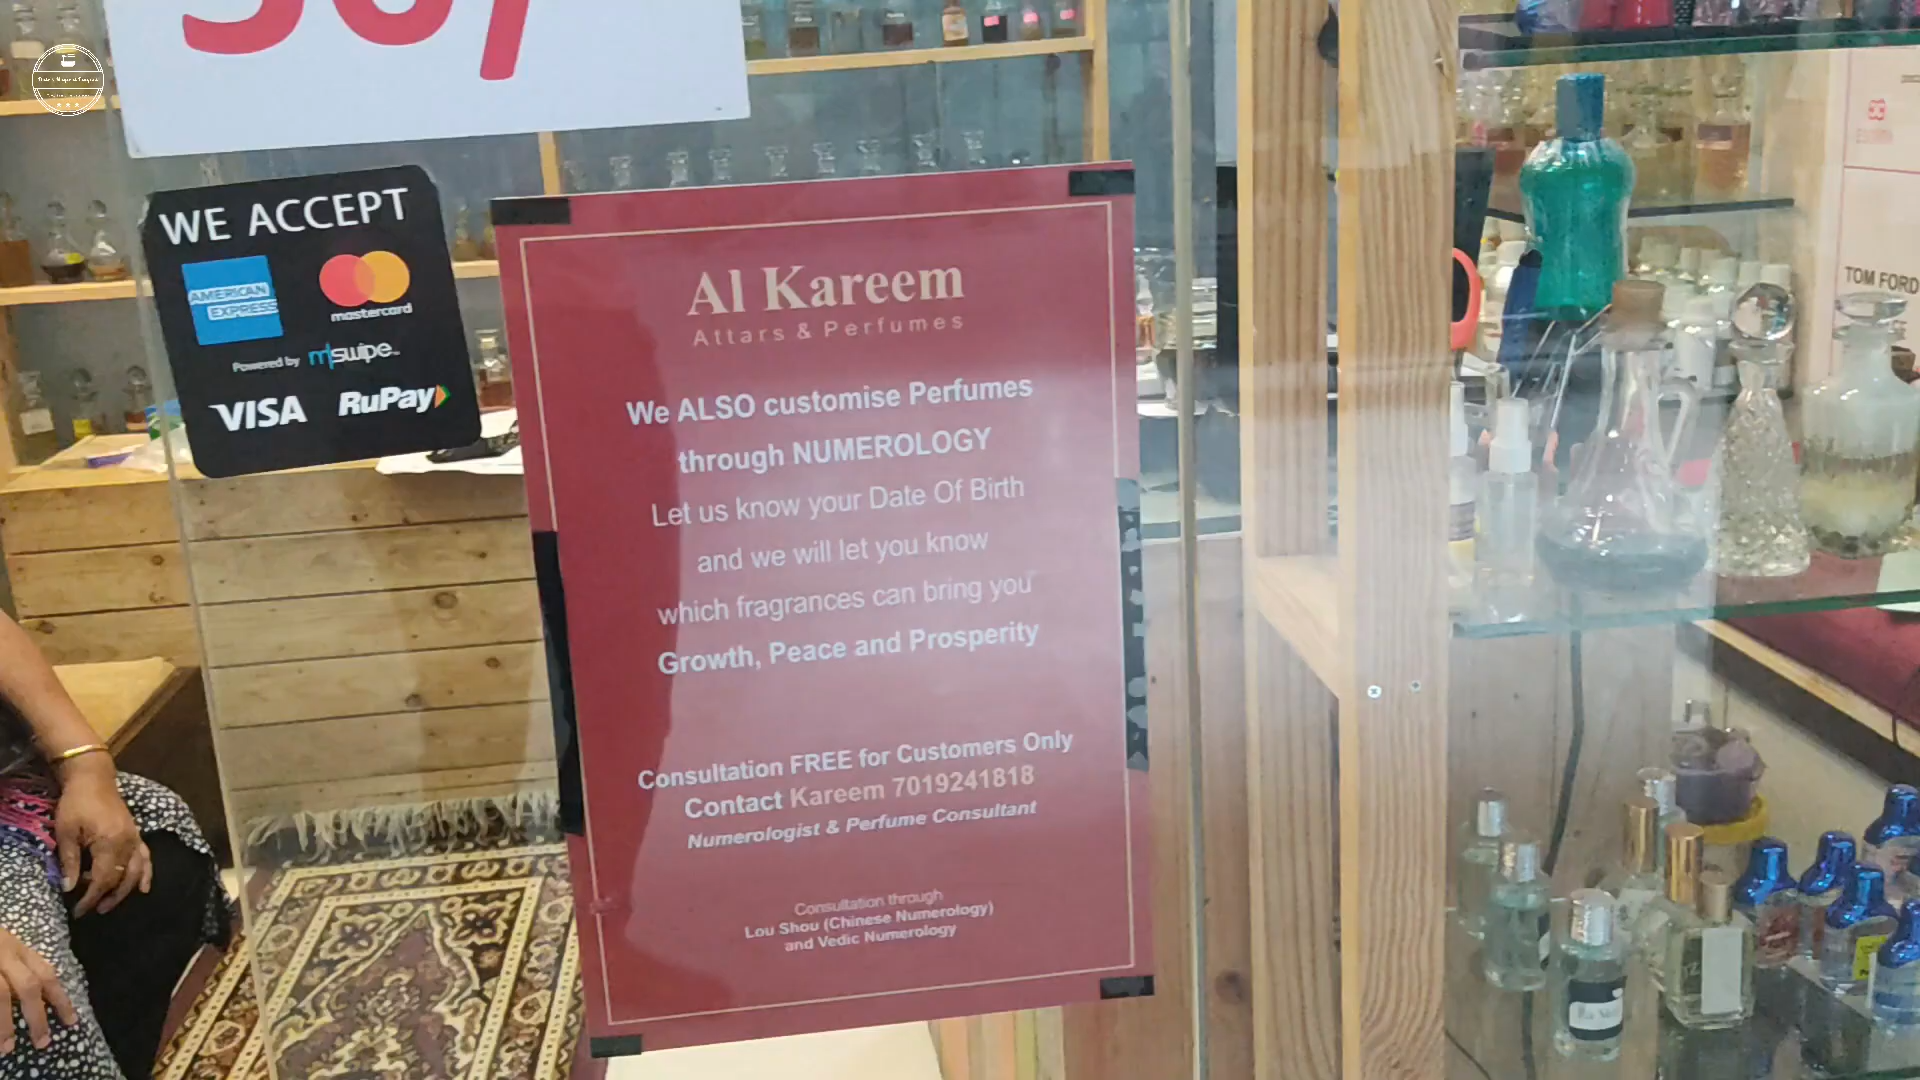 50/
WE ACCEPT
AMERICAN
EXPRESS
mastercard
Powered by mswipe
VISA
RuPay
Al Kareem
Attars & Perfumes
We ALSO customise Perfumes
through NUMEROLOGY
Let us know your Date Of Birth
and we will let you know
which fragrances can bring you
Growth, Peace and Prosperity
Consultation FREE for Customers Only
Contact Kareem 7019241818
Numerologist & Perfume Consultant
Consultation through
Lou Shou (Chinese Numerology)
and Vedic Numerology
TOM FORD